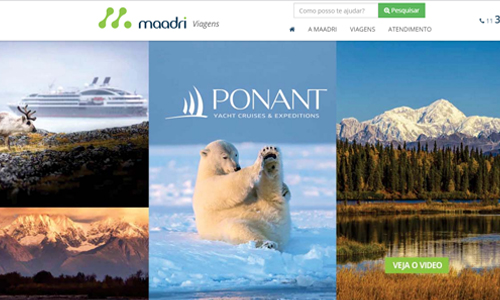 maadri Viagens
Como posso te ajudar?
Pesquisar
A MAADRI
VIAGENS
ATENDIMENTO
11 3
PONANT
YACHT CRUISES & EXPEDITIONS
VEJA O VIDEO